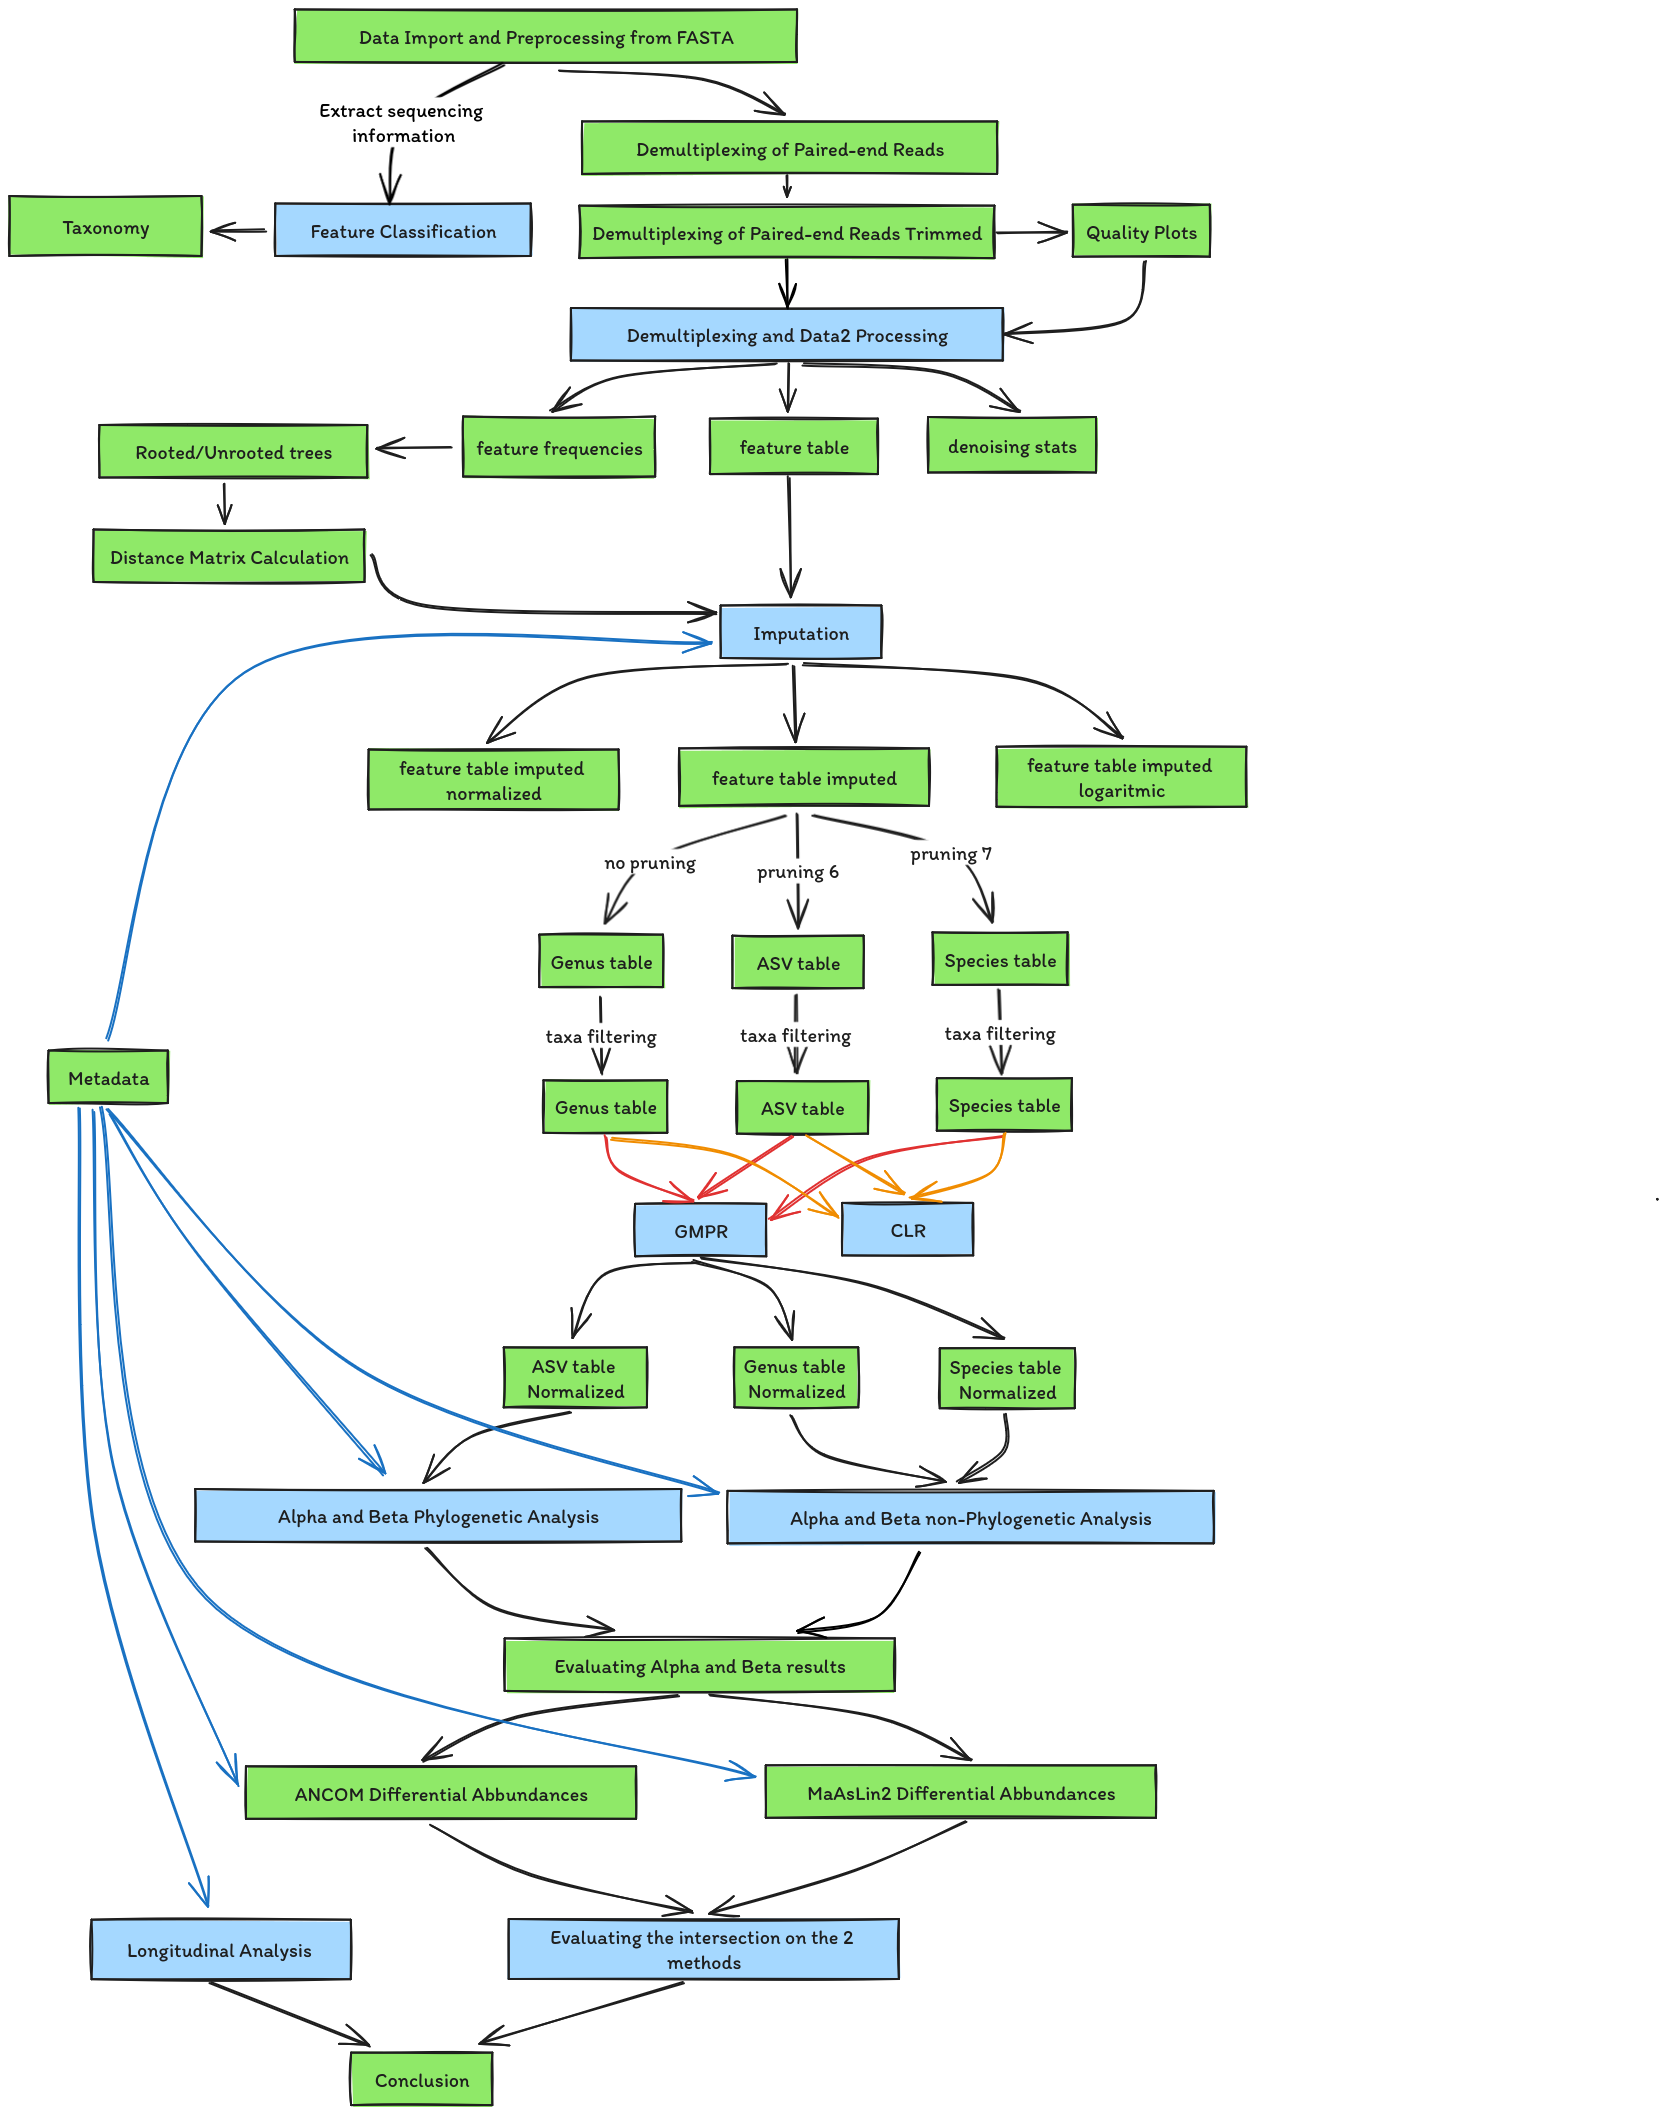 Data Import and Preprocessing from FASTA
Extract sequencing
information
Demultiplexing of Paired-end Reads
Taxonomy
Feature Classification
Demultiplexing of Paired-end Reads Trimmed
Quality Plots
Demultiplexing and Data2 Processing
Rooted/Unrooted trees
feature frequencies
feature table
denoising stats
Distance Matrix Calculation
Imputation
feature table imputed
normalized
feature table imputed
feature table imputed
logaritmic
no pruning
pruning 6
pruning 7
Genus table
ASV table
Species table
taxa filtering
taxa filtering
taxa filtering
Metadata
Genus table
ASV table
Species table
GMPR
CLR
ASV table
Normalized
Genus table
Normalized
Species table
Normalized
Alpha and Beta Phylogenetic Analysis
Alpha and Beta non-Phylogenetic Analysis
Evaluating Alpha and Beta results
ANCOM Differential Abbundances
MaAsLin2 Differential Abbundances
Longitudinal Analysis
Evaluating the intersection on the 2
methods
Conclusion